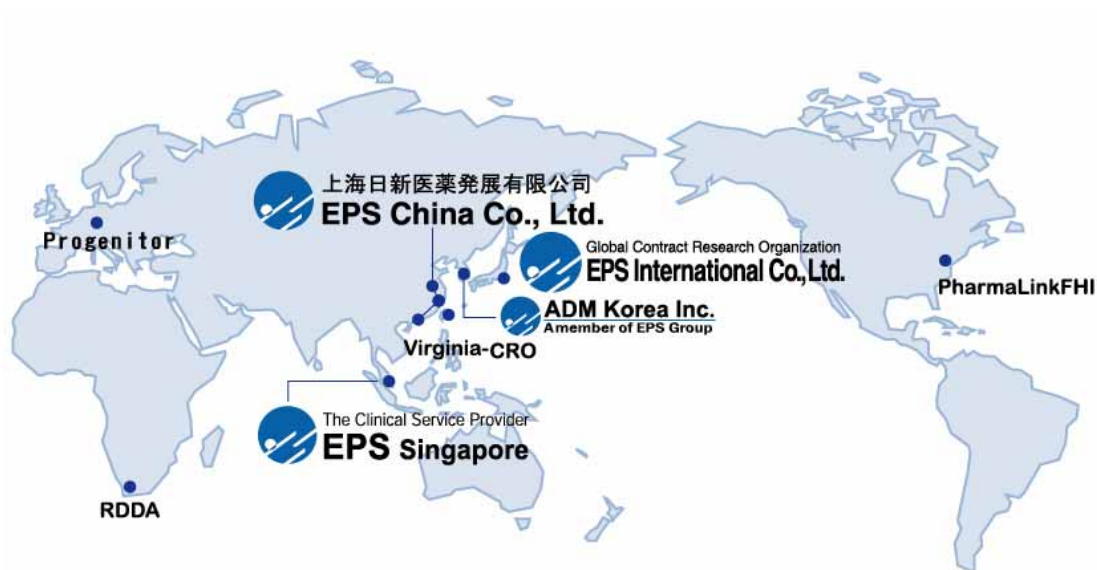 上海日新医薬発展有限公司
EPS China Co., Ltd.
Progenitor
Global Contract Research Organization
EPS International Co.,Ltd.
PharmaLinkFHI
ADM Korea Inc.
A member of EPS Group
Virginia-CRO
The Clinical Service Provider
EPS Singapore
RDDA